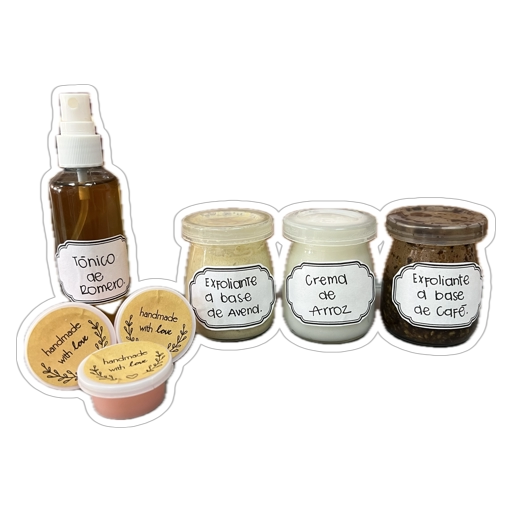 Tónico
de
Romero.
handmade
with love
handmade
with love
handmade
with love
Exfoliante
a base
de Avena.
Crema
de
Arroz
Exfoliante
a base
de Café.